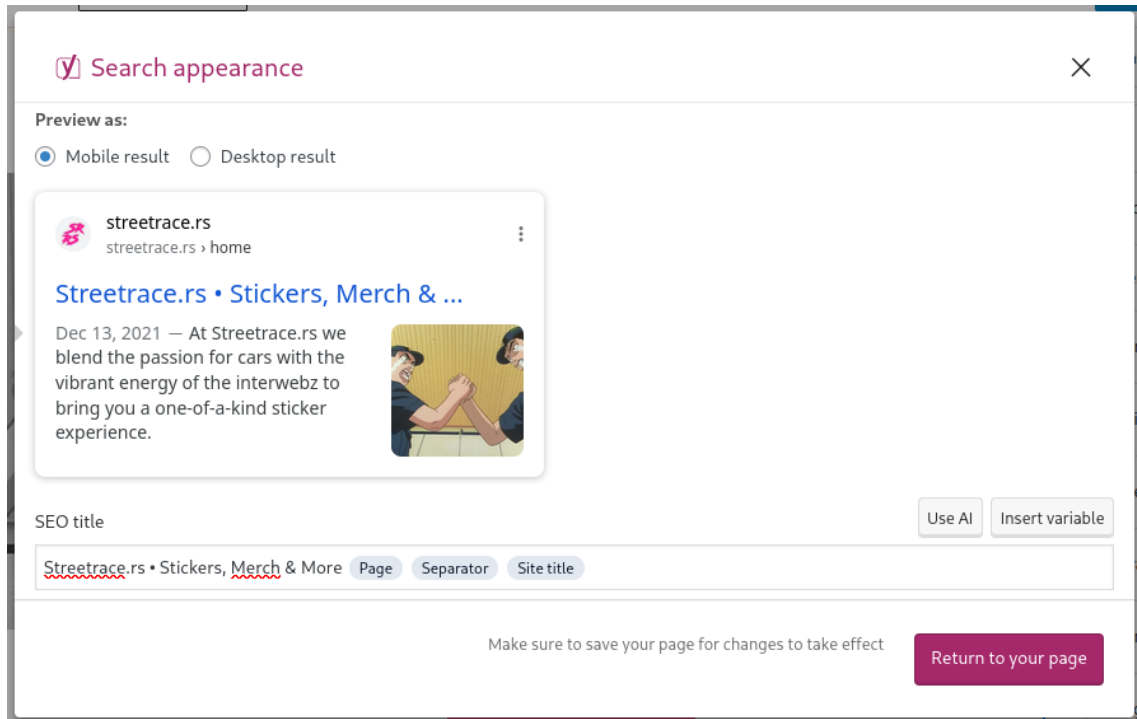 Search appearance
Preview as:
Mobile result
Desktop result
streetrace.rs
streetrace.rs › home
Streetrace.rs • Stickers, Merch & ...
Dec 13, 2021 — At Streetrace.rs we
blend the passion for cars with the
vibrant energy of the interwebz to
bring you a one-of-a-kind sticker
experience.
SEO title
Use AI
Insert variable
Streetrace.rs • Stickers, Merch & More Page Separator Site title
Make sure to save your page for changes to take effect
Return to your page